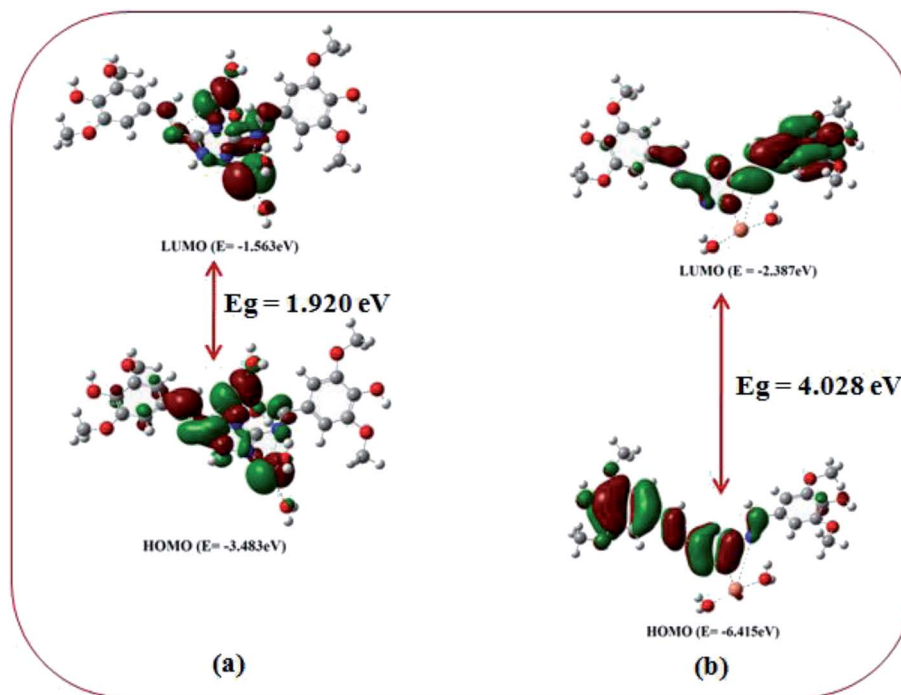 LUMO (E= -1.563eV)
Eg = 1.920 eV
HOMO (E= -3.483eV)
(a)
LUMO (E = -2.387eV)
Eg = 4.028 eV
HOMO (E= -6.415eV)
(b)